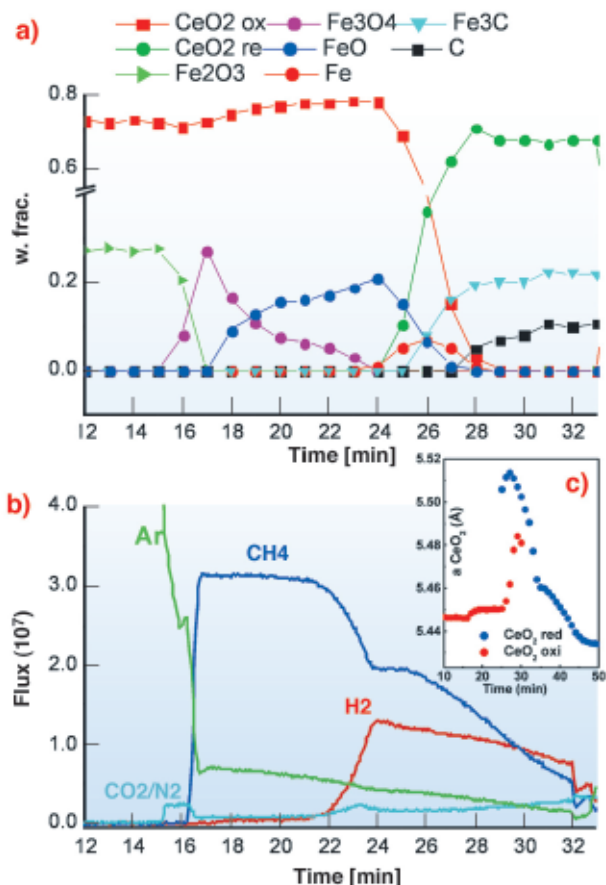 a)
CeO2 ox Fe3O4 Fe3C
CeO2 re FeO C
Fe2O3 Fe
0.8
0.6
0.2
0.0
w. frac.
12 14 16 18 20 22 24 26 28 30 32
Time [min]
b)
4.0
3.0
2.0
1.0
0.0
Flux (10⁷)
Ar
CH4
H2
CO2/N2
12 14 16 18 20 22 24 26 28 30 32
Time [min]
c)
5.52
5.50
5.48
5.46
5.44
a CeO₂ (Å)
CeO₂ red
CeO₂ oxi
10 20 30 40 50
Time (min)